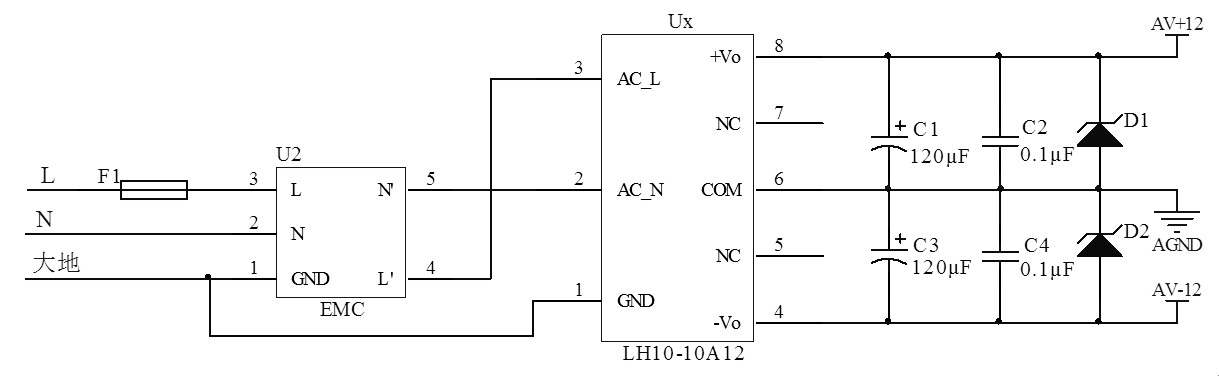 Ux
AV+12
8
+Vo
3
AC_L
7
NC
C1
120μF
C2
0.1μF
D1
U2
L
F1
3
L
N'
5
2
AC_N
COM
6
N
2
N
AGND
大地
1
GND
L'
4
NC
5
C3
120μF
C4
0.1μF
D2
EMC
1
GND
AV-12
-Vo
4
LH10-10A12